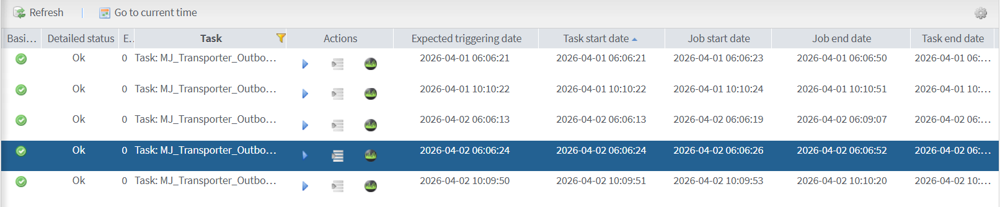 Refresh Go to current time
Basi... Detailed status E.. Task Actions Expected triggering date Task start date Job start date Job end date Task end date
Ok 0 Task: MJ_Transporter_Outbo... 2026-04-01 06:06:21 2026-04-01 06:06:21 2026-04-01 06:06:23 2026-04-01 06:06:50 2026-04-01 06:...
Ok 0 Task: MJ_Transporter_Outbo... 2026-04-01 10:10:22 2026-04-01 10:10:22 2026-04-01 10:10:24 2026-04-01 10:10:51 2026-04-01 10:...
Ok 0 Task: MJ_Transporter_Outbo... 2026-04-02 06:06:13 2026-04-02 06:06:13 2026-04-02 06:06:19 2026-04-02 06:09:07 2026-04-02 06:...
Ok 0 Task: MJ_Transporter_Outbo... 2026-04-02 06:06:24 2026-04-02 06:06:24 2026-04-02 06:06:26 2026-04-02 06:06:52 2026-04-02 06:...
Ok 0 Task: MJ_Transporter_Outbo... 2026-04-02 10:09:50 2026-04-02 10:09:51 2026-04-02 10:09:53 2026-04-02 10:10:20 2026-04-02 10:...